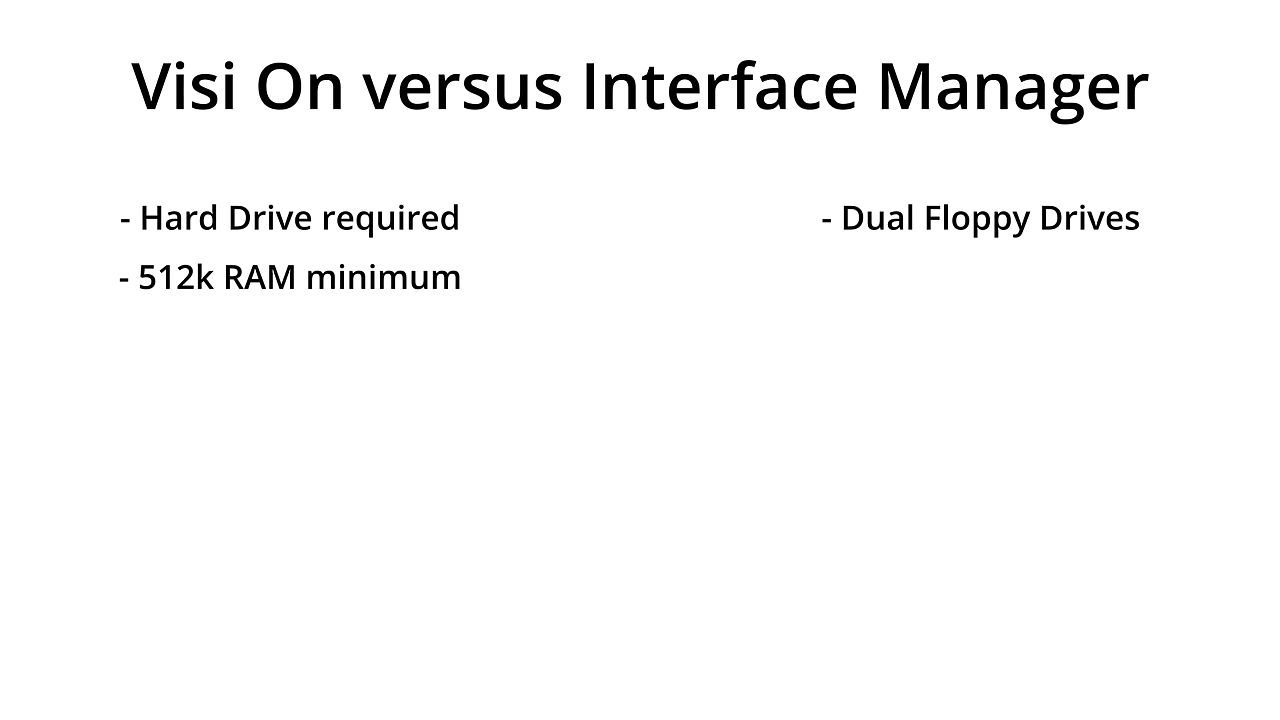 Visi On versus Interface Manager
- Hard Drive required
- Dual Floppy Drives
- 512k RAM minimum